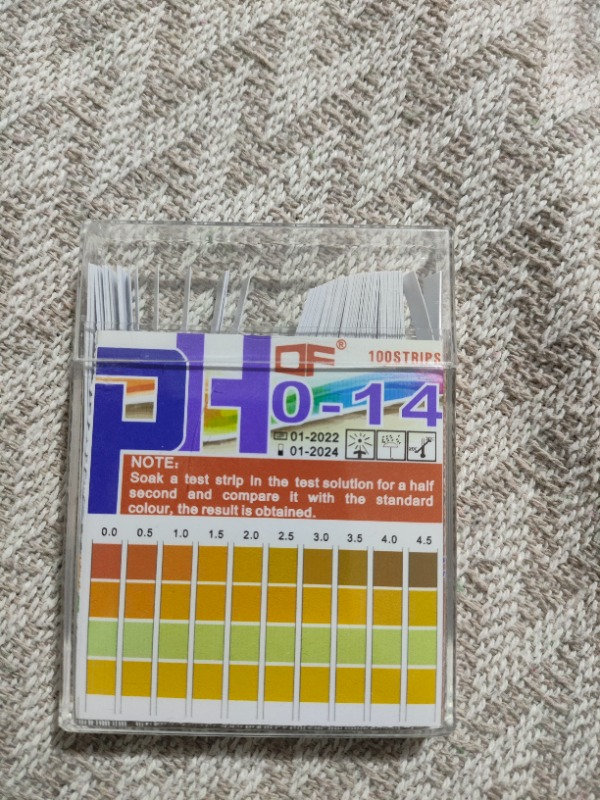 PH
QF®
100STRIPS
0-14
01-2022
01-2024
NOTE:
Soak a test strip in the test solution for a half
second and compare it with the standard
colour, the result is obtained.
0.0 0.5 1.0 1.5 2.0 2.5 3.0 3.5 4.0 4.5